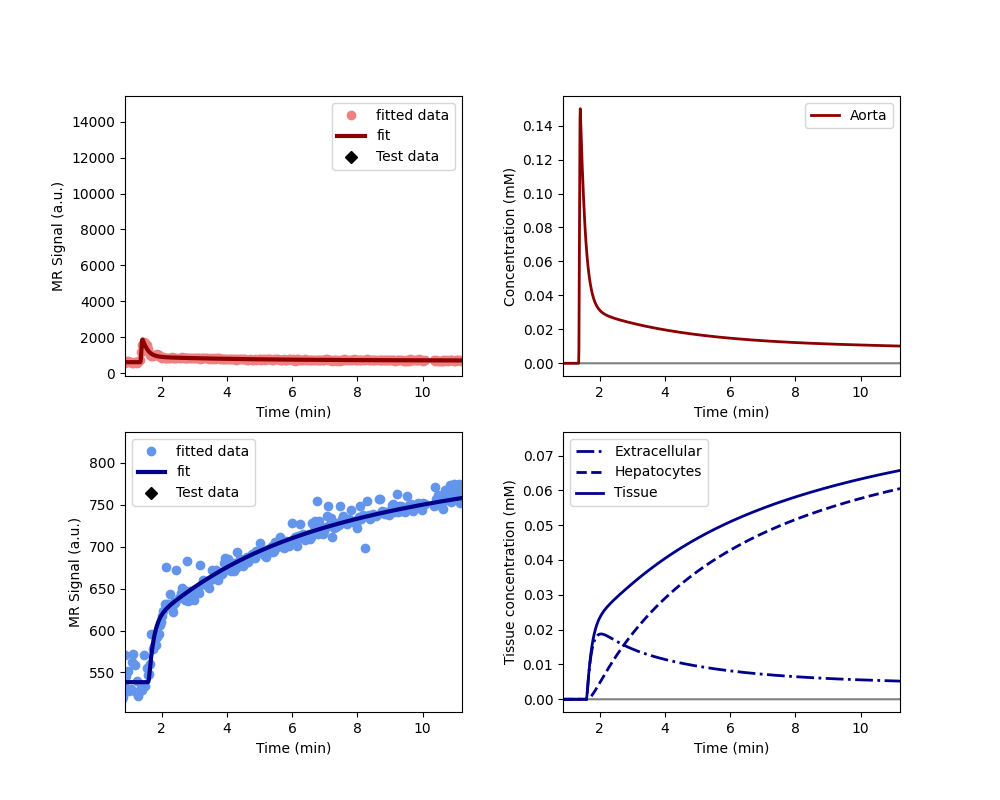 14000
12000
10000
8000
6000
4000
2000
0
MR Signal (a.u.)
2 4 6 8 10
Time (min)
fitted data
fit
Test data
0.14
0.12
0.10
0.08
0.06
0.04
0.02
0.00
Concentration (mM)
2 4 6 8 10
Time (min)
Aorta
800
750
700
650
600
550
MR Signal (a.u.)
2 4 6 8 10
Time (min)
fitted data
fit
Test data
0.07
0.06
0.05
0.04
0.03
0.02
0.01
0.00
Tissue concentration (mM)
2 4 6 8 10
Time (min)
Extracellular
Hepatocytes
Tissue